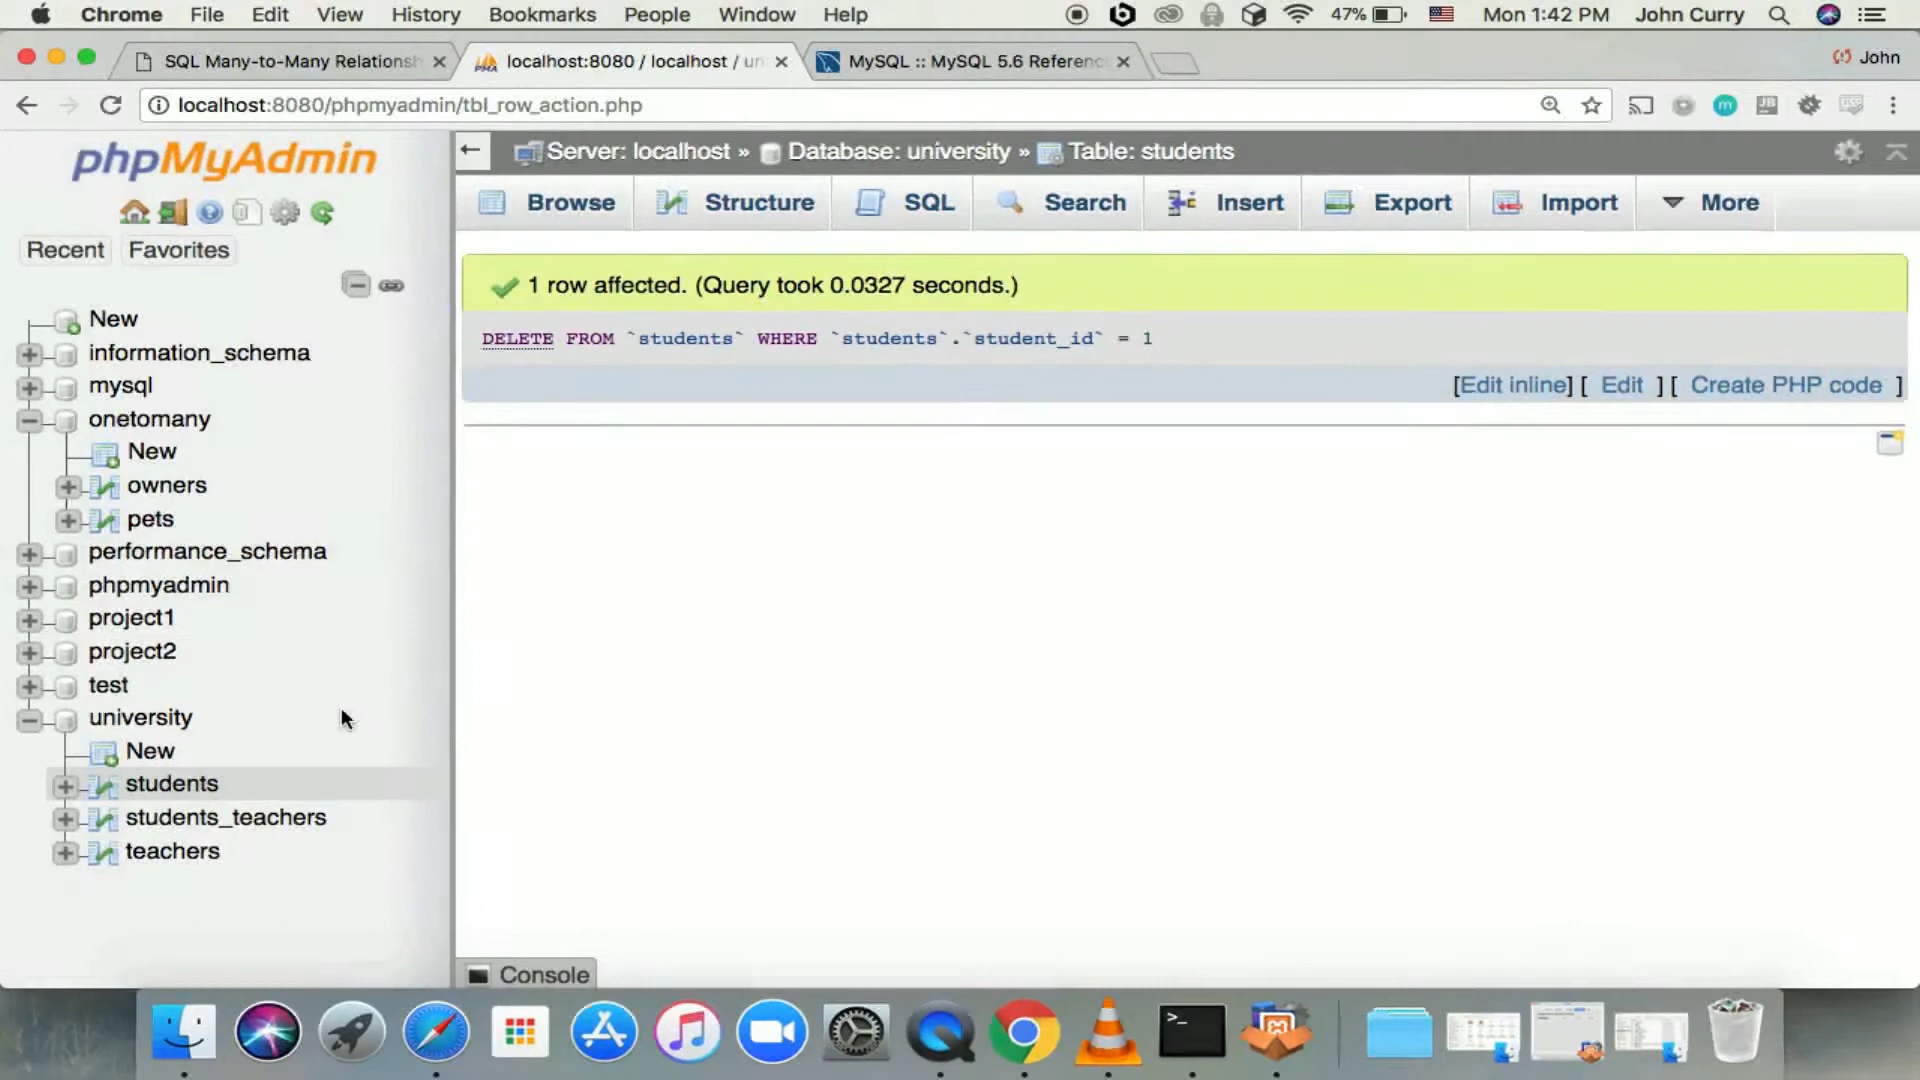 Chrome File Edit View History Bookmarks People Window Help 47% Mon 1:42 PM John Curry
SQL Many-to-Many Relationsh localhost:8080 / localhost / un MySQL :: MySQL 5.6 Referenc John
localhost:8080/phpmyadmin/tbl_row_action.php
phpMyAdmin
Recent Favorites
New
information_schema
mysql
onetomany
New
owners
pets
performance_schema
phpmyadmin
project1
project2
test
university
New
students
students_teachers
teachers
Server: localhost » Database: university » Table: students
Browse Structure SQL Search Insert Export Import More
1 row affected. (Query took 0.0327 seconds.)
DELETE FROM `students` WHERE `students`.`student_id` = 1
[Edit inline] [ Edit ] [ Create PHP code ]
Console